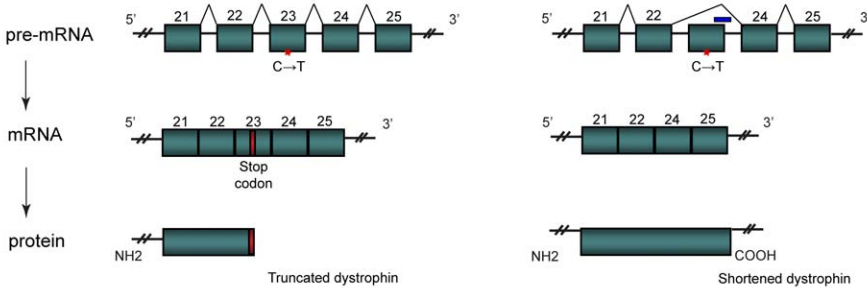 5’ 21 22 23 24 25 3’ 5’ 21 22 24 25 3’
pre-mRNA
C→T C→T
5’ 21 22 23 24 25 3’ 5’ 21 22 24 25 3’
mRNA
Stop
codon
protein
NH2 NH2 COOH
Truncated dystrophin Shortened dystrophin